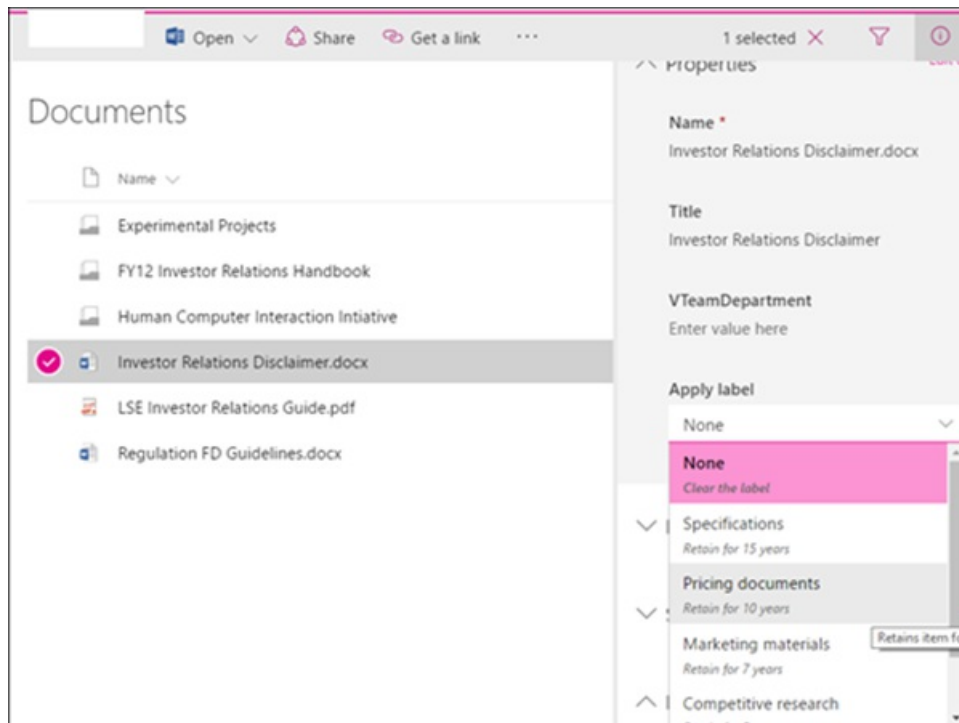 Open
Share
Get a link
...
1 selected
Properties
Documents
Name *
Investor Relations Disclaimer.docx
Name
Title
Experimental Projects
Investor Relations Disclaimer
FY12 Investor Relations Handbook
VTeamDepartment
Human Computer Interaction Intiative
Enter value here
Investor Relations Disclaimer.docx
Apply label
LSE Investor Relations Guide.pdf
None
Regulation FD Guidelines.docx
None
Clear the label
Specifications
Retain for 15 years
Pricing documents
Retain for 10 years
Retains item
Marketing materials
Retain for 7 years
Competitive research